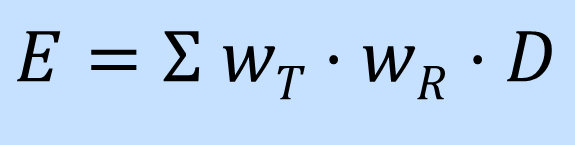 E = Σ w_T · w_R · D